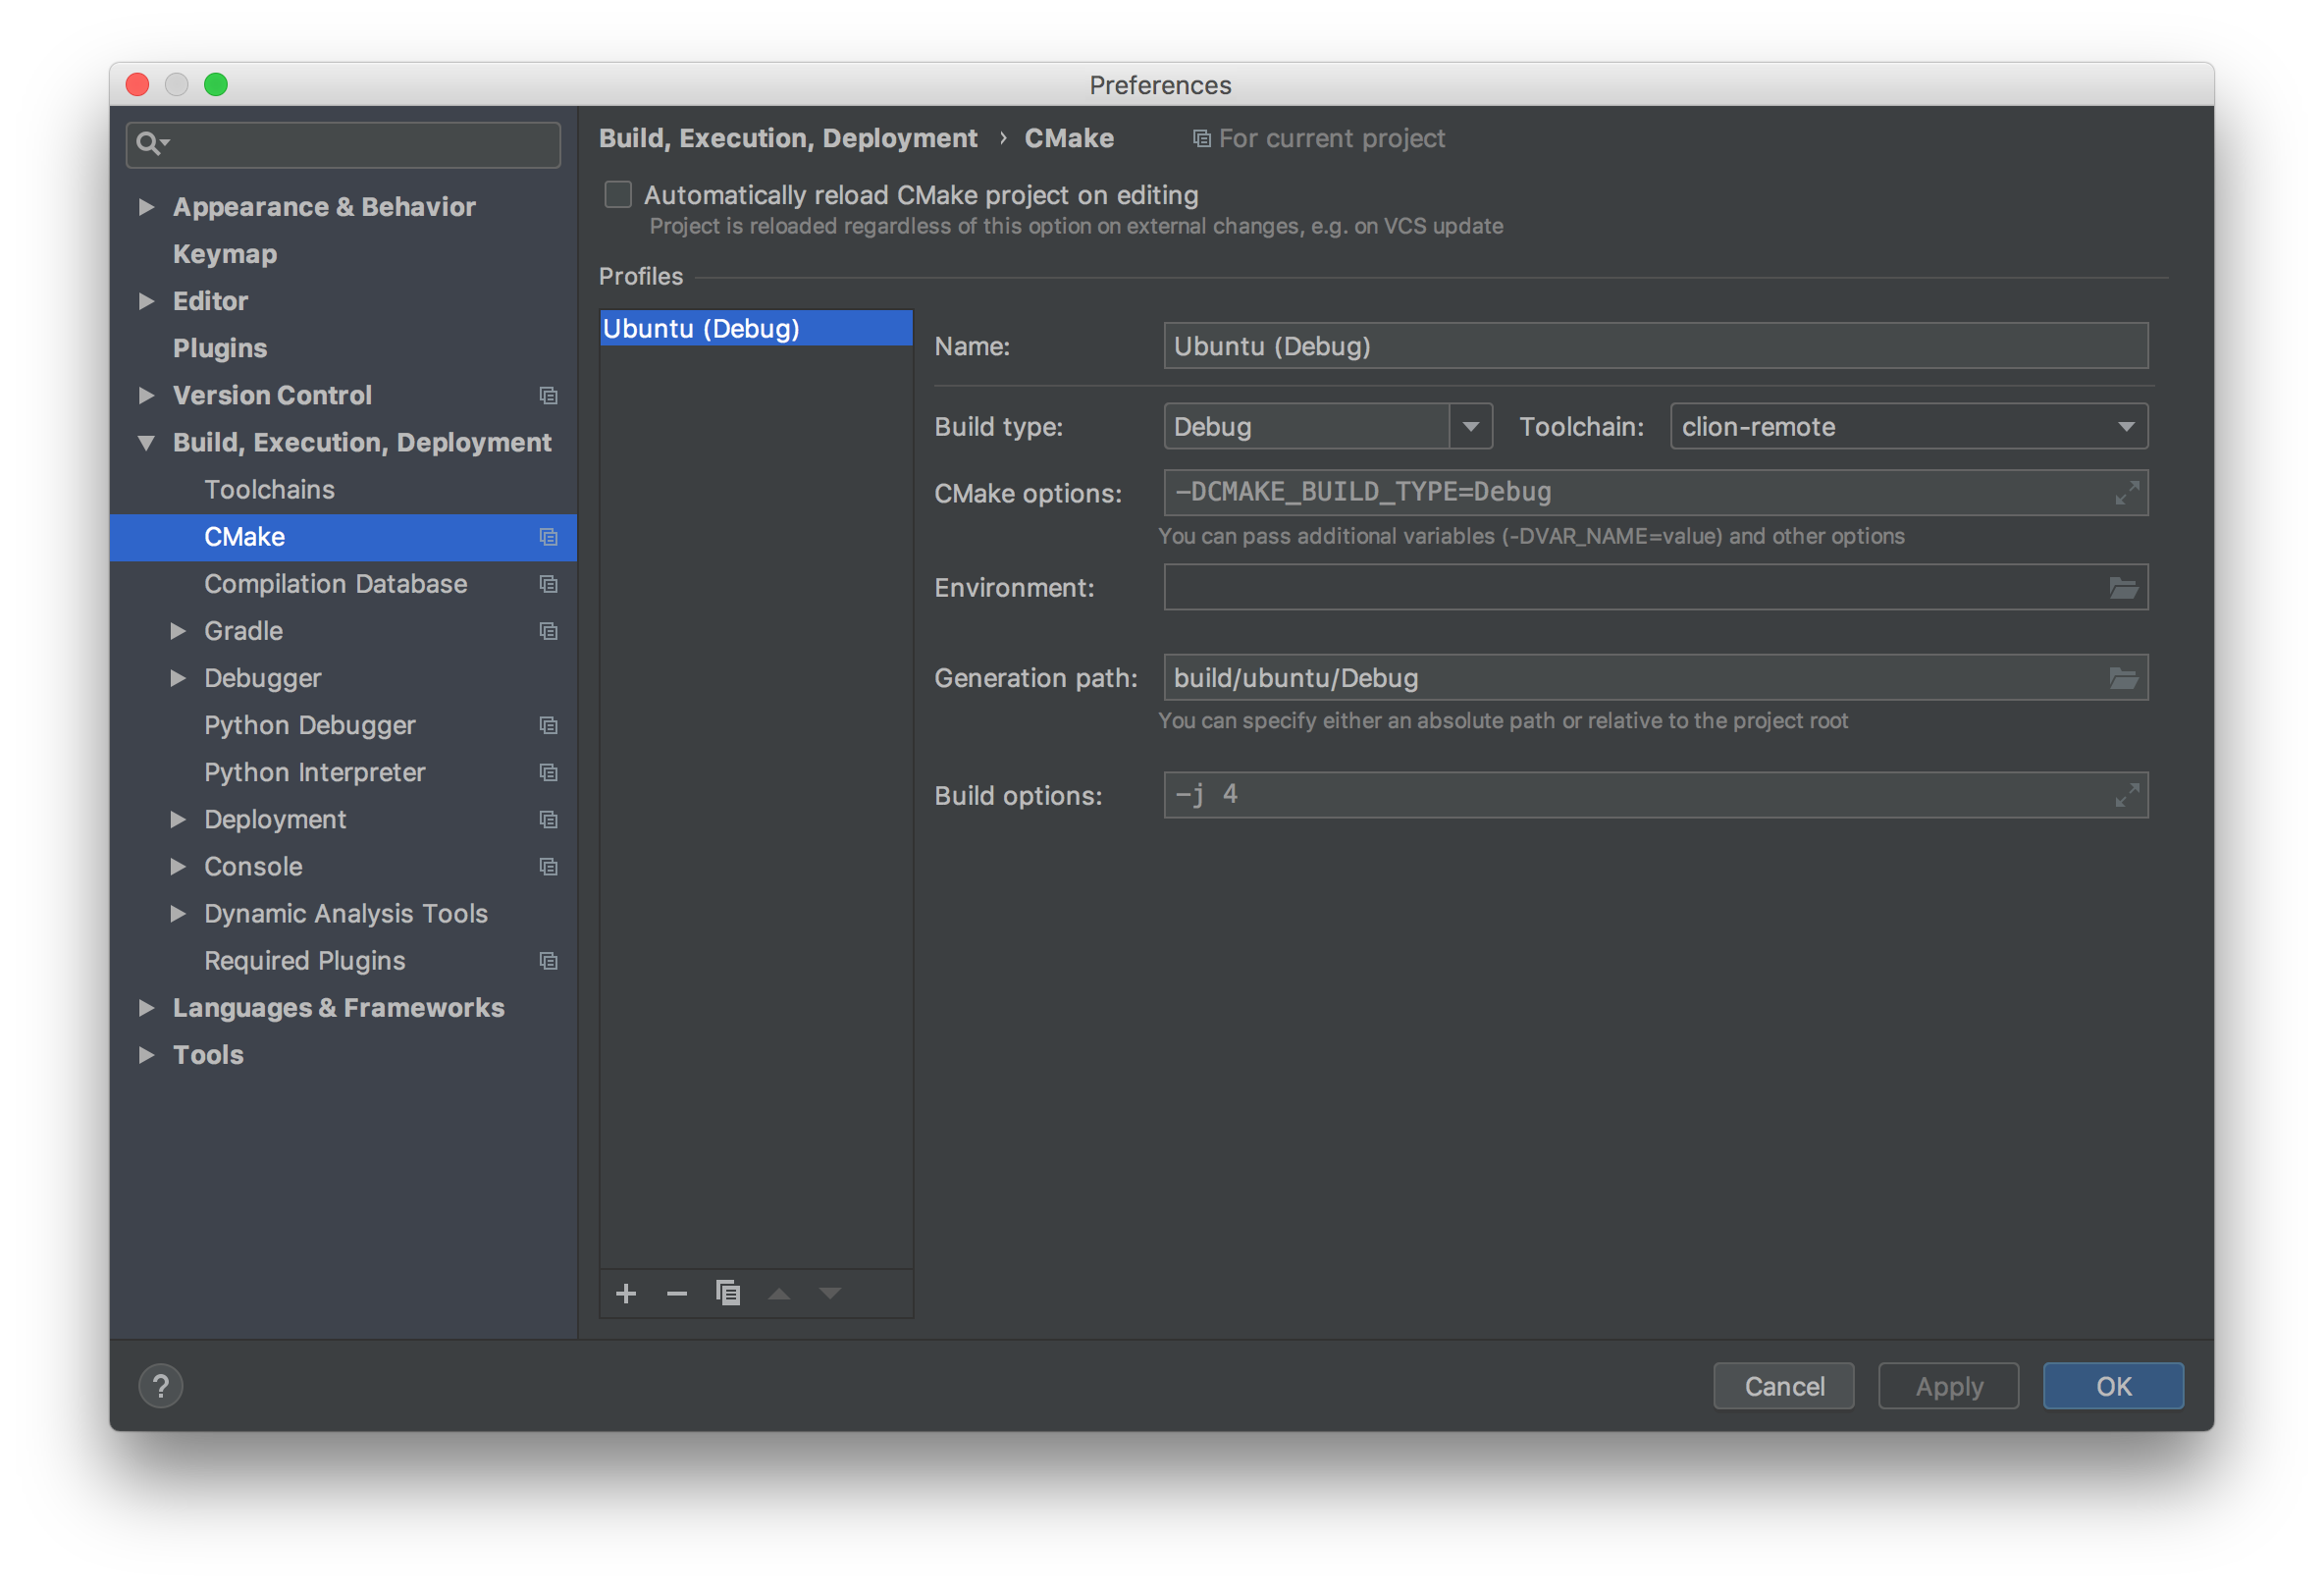 Preferences
Appearance & Behavior
Keymap
Editor
Plugins
Version Control
Build, Execution, Deployment
Toolchains
CMake
Compilation Database
Gradle
Debugger
Python Debugger
Python Interpreter
Deployment
Console
Dynamic Analysis Tools
Required Plugins
Languages & Frameworks
Tools
Build, Execution, Deployment › CMake For current project
Automatically reload CMake project on editing
Project is reloaded regardless of this option on external changes, e.g. on VCS update
Profiles
Ubuntu (Debug)
Name: Ubuntu (Debug)
Build type: Debug Toolchain: clion-remote
CMake options: -DCMAKE_BUILD_TYPE=Debug
You can pass additional variables (-DVAR_NAME=value) and other options
Environment:
Generation path: build/ubuntu/Debug
You can specify either an absolute path or relative to the project root
Build options: -j 4
? Cancel Apply OK